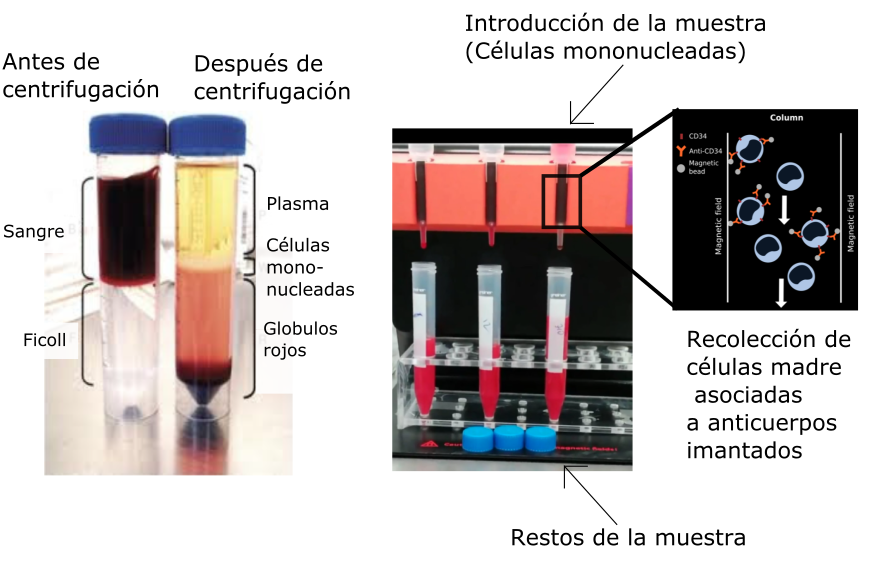 Introducción de la muestra
(Células mononucleadas)
Antes de
centrifugación
Después de
centrifugación
Sangre
Ficoll
Plasma
Células
mono-
nucleadas
Globulos
rojos
Column
CD34
Anti-CD34
Magnetic
bead
Magnetic field
Magnetic field
Recolección de
células madre
asociadas
a anticuerpos
imantados
Restos de la muestra